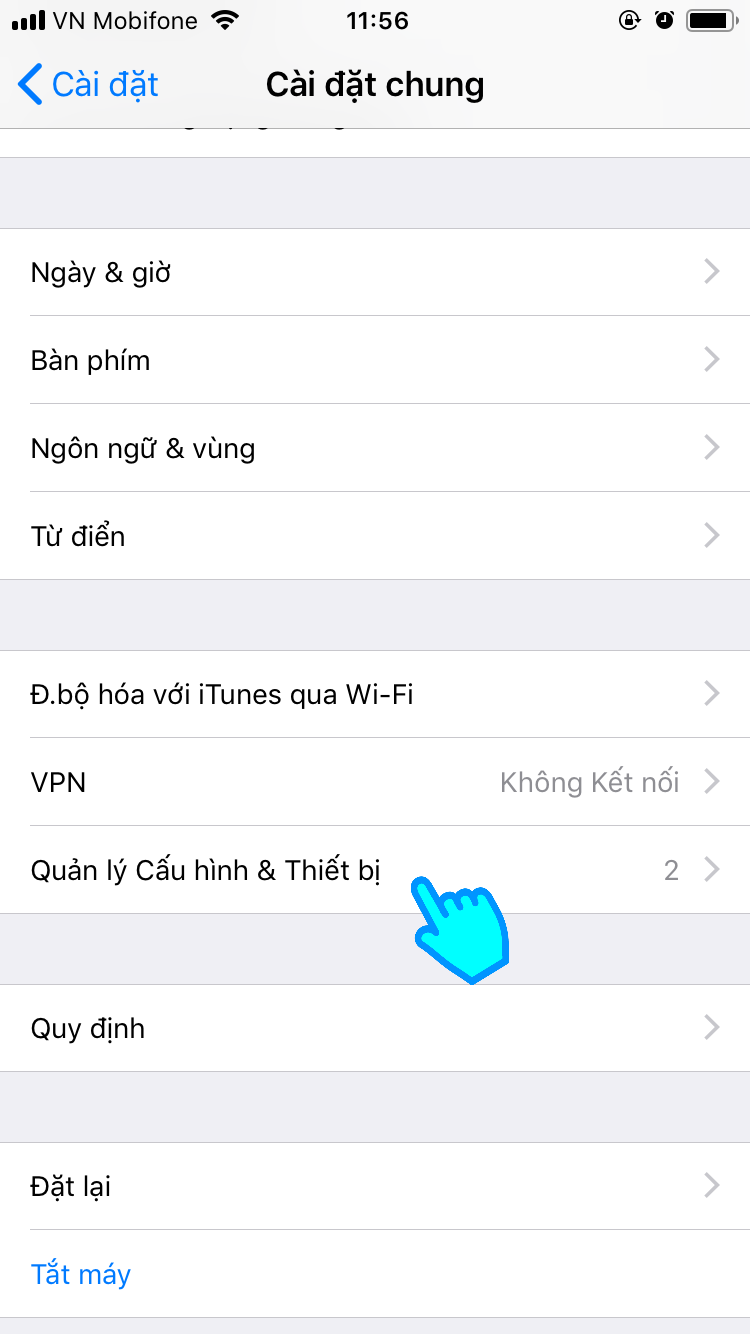 VN Mobifone 11:56
Cài đặt Cài đặt chung
Ngày & giờ
Bàn phím
Ngôn ngữ & vùng
Từ điển
Đ.bộ hóa với iTunes qua Wi-Fi
VPN Không Kết nối
Quản lý Cấu hình & Thiết bị 2
Quy định
Đặt lại
Tắt máy